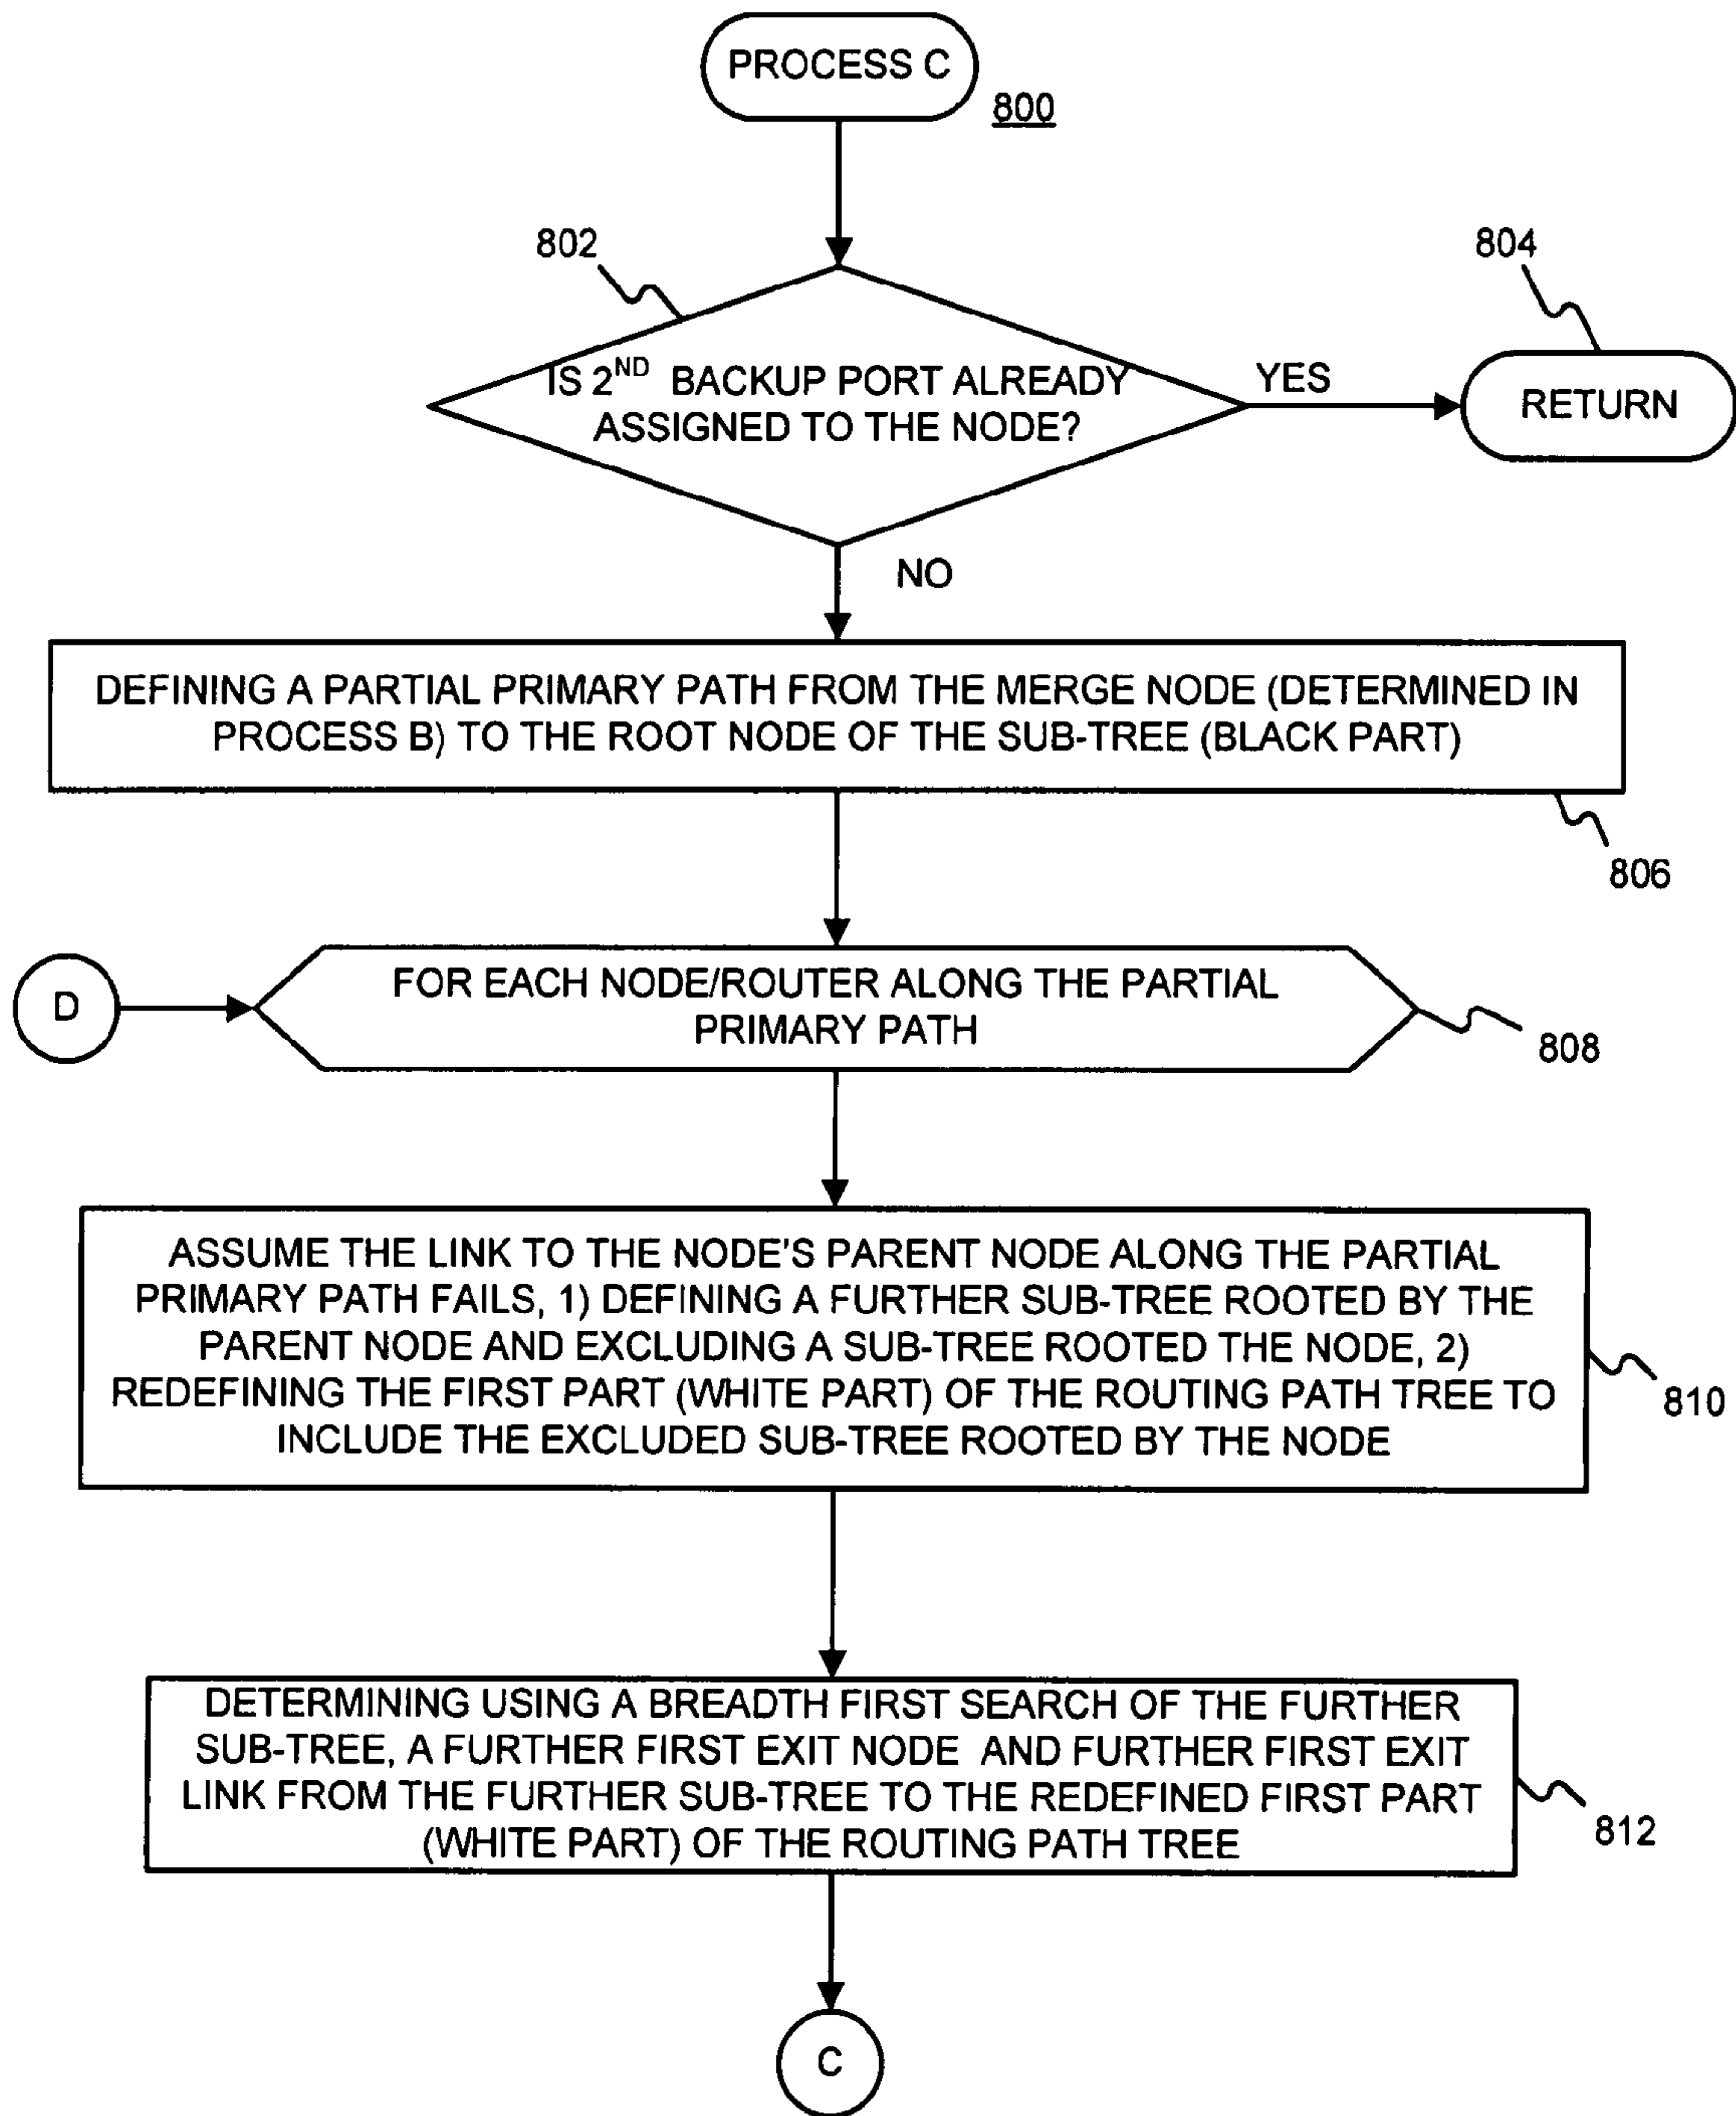 PROCESS C
800
802
804
IS 2ND BACKUP PORT ALREADY
ASSIGNED TO THE NODE?
YES
RETURN
NO
DEFINING A PARTIAL PRIMARY PATH FROM THE MERGE NODE (DETERMINED IN
PROCESS B) TO THE ROOT NODE OF THE SUB-TREE (BLACK PART)
806
D
FOR EACH NODE/ROUTER ALONG THE PARTIAL
PRIMARY PATH
808
ASSUME THE LINK TO THE NODE'S PARENT NODE ALONG THE PARTIAL
PRIMARY PATH FAILS, 1) DEFINING A FURTHER SUB-TREE ROOTED BY THE
PARENT NODE AND EXCLUDING A SUB-TREE ROOTED THE NODE, 2)
REDEFINING THE FIRST PART (WHITE PART) OF THE ROUTING PATH TREE TO
INCLUDE THE EXCLUDED SUB-TREE ROOTED BY THE NODE
810
DETERMINING USING A BREADTH FIRST SEARCH OF THE FURTHER
SUB-TREE, A FURTHER FIRST EXIT NODE AND FURTHER FIRST EXIT
LINK FROM THE FURTHER SUB-TREE TO THE REDEFINED FIRST PART
(WHITE PART) OF THE ROUTING PATH TREE
812
C